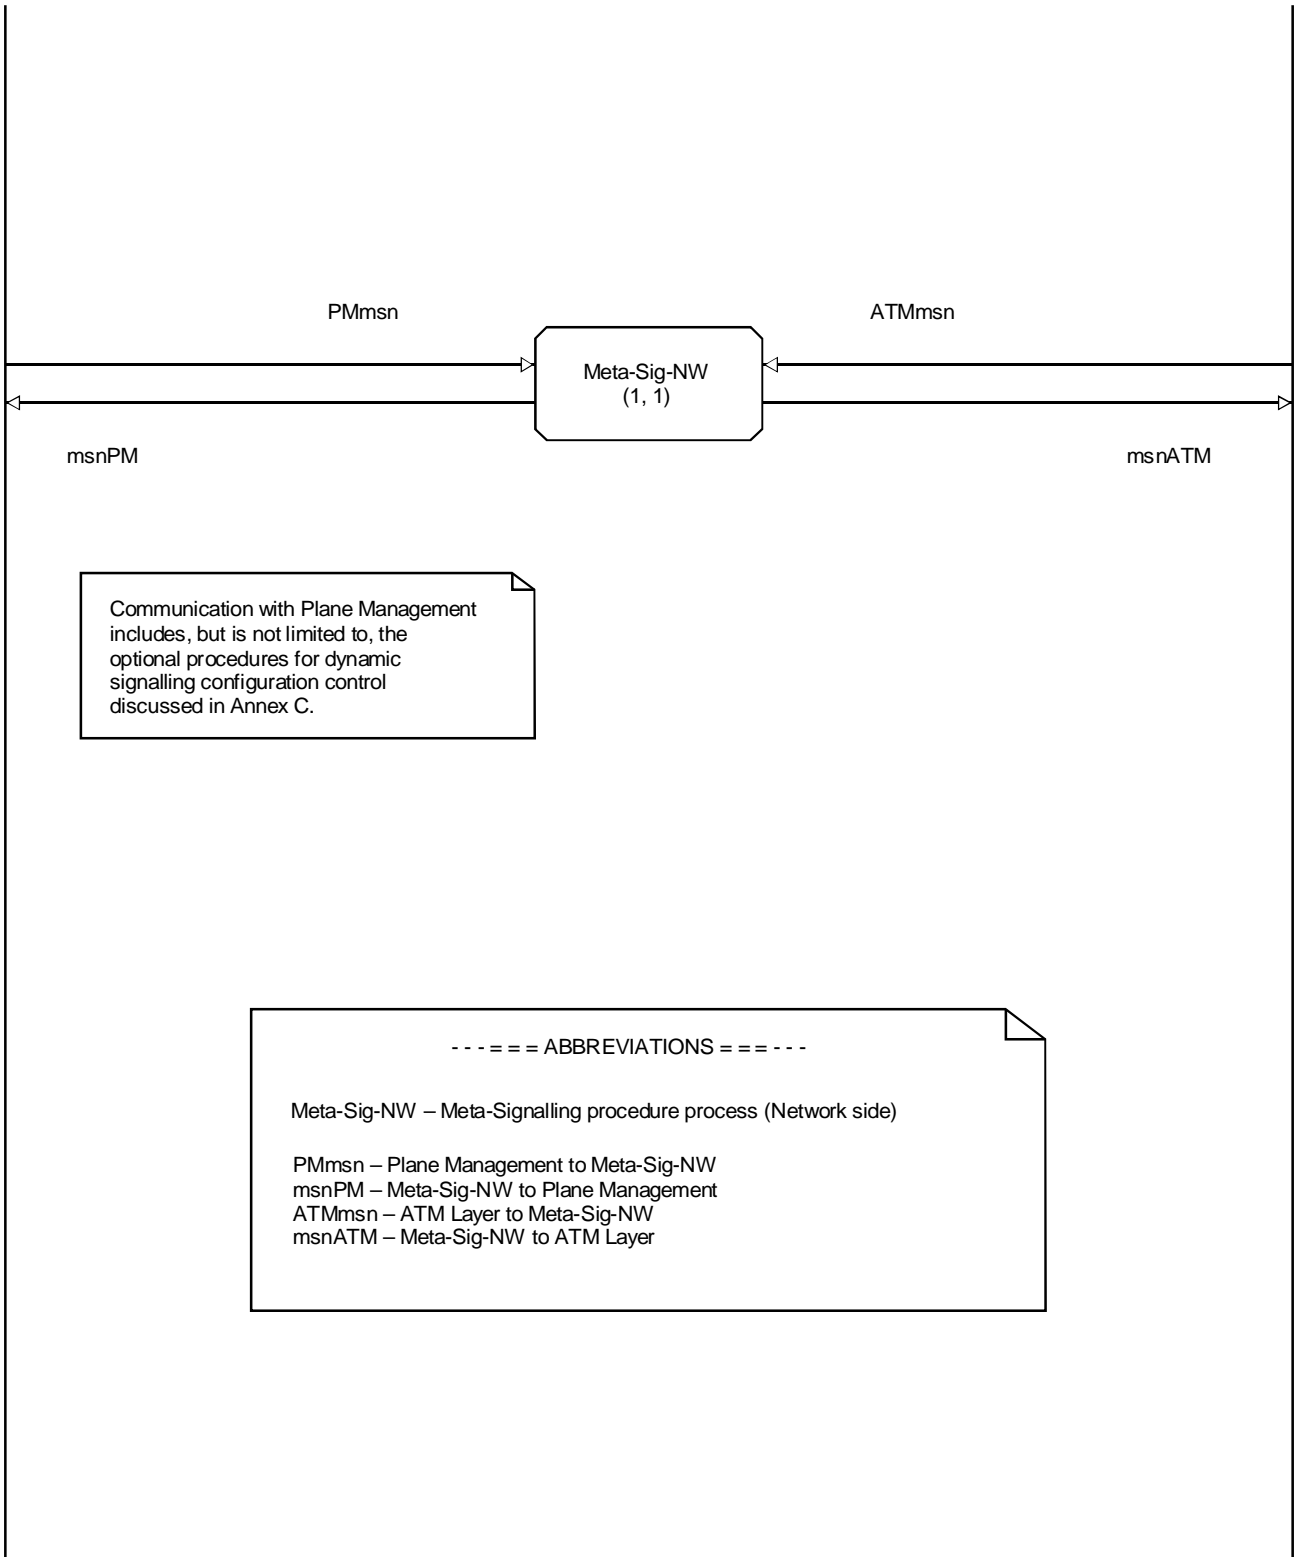 PMmsn
ATMmsn
Meta-Sig-NW
(1, 1)
msnPM
msnATM
Communication with Plane Management
includes, but is not limited to, the
optional procedures for dynamic
signalling configuration control
discussed in Annex C.
- - - = = = ABBREVIATIONS = = = - - -
Meta-Sig-NW – Meta-Signalling procedure process (Network side)
PMmsn – Plane Management to Meta-Sig-NW
msnPM – Meta-Sig-NW to Plane Management
ATMmsn – ATM Layer to Meta-Sig-NW
msnATM – Meta-Sig-NW to ATM Layer